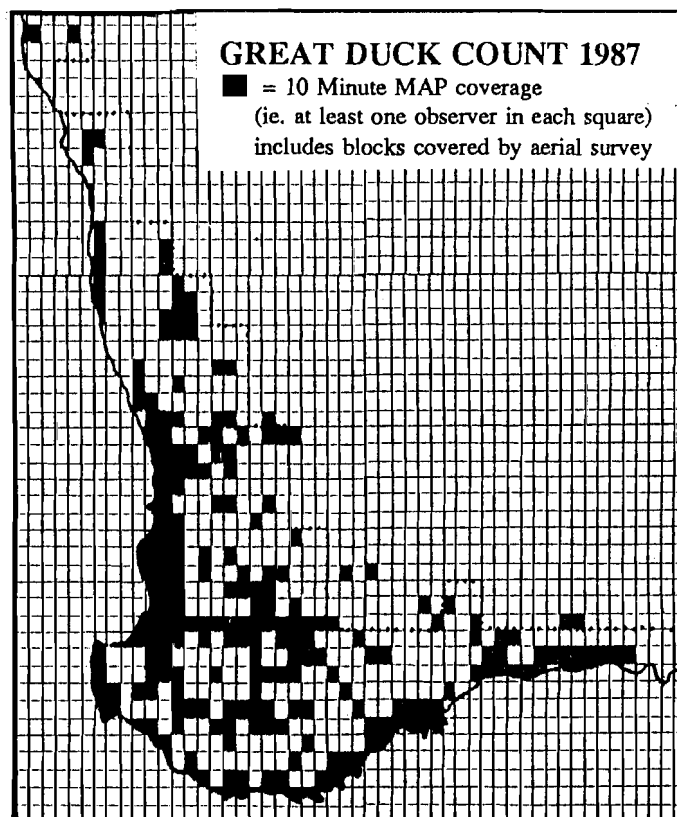 GREAT DUCK COUNT 1987
= 10 Minute MAP coverage
(ie. at least one observer in each square)
includes blocks covered by aerial survey